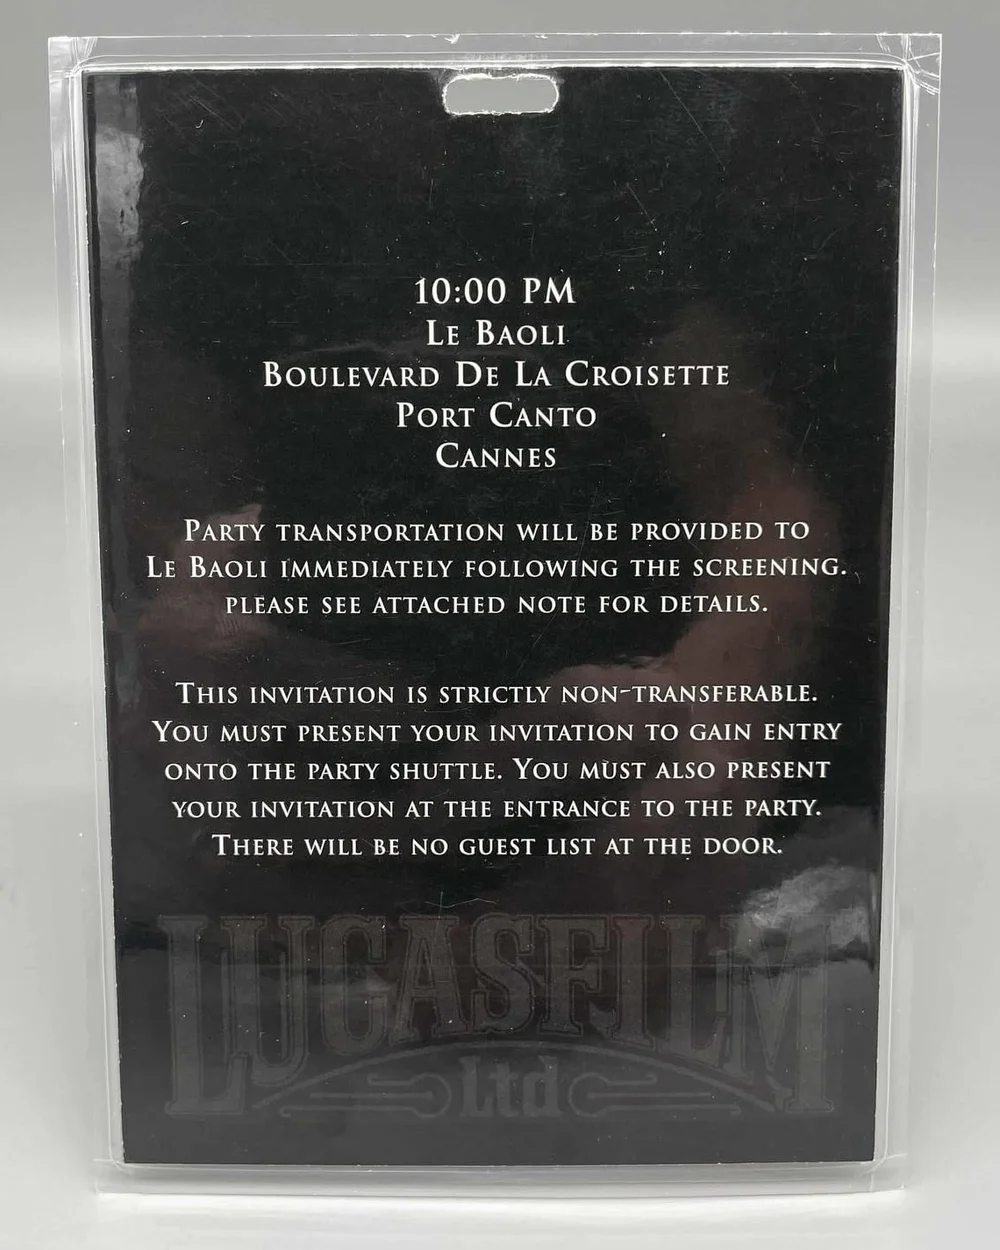 10:00 PM
Le Baoli
Boulevard De La Croisette
Port Canto
Cannes
Party transportation will be provided to
Le Baoli immediately following the screening.
please see attached note for details.
This invitation is strictly non-transferable.
You must present your invitation to gain entry
onto the party shuttle. You must also present
your invitation at the entrance to the party.
There will be no guest list at the door.
LUCASFILM
Ltd